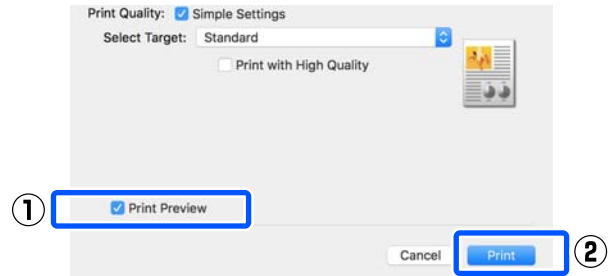 Print Quality: Simple Settings
Select Target: Standard
Print with High Quality
① Print Preview
Cancel Print ②